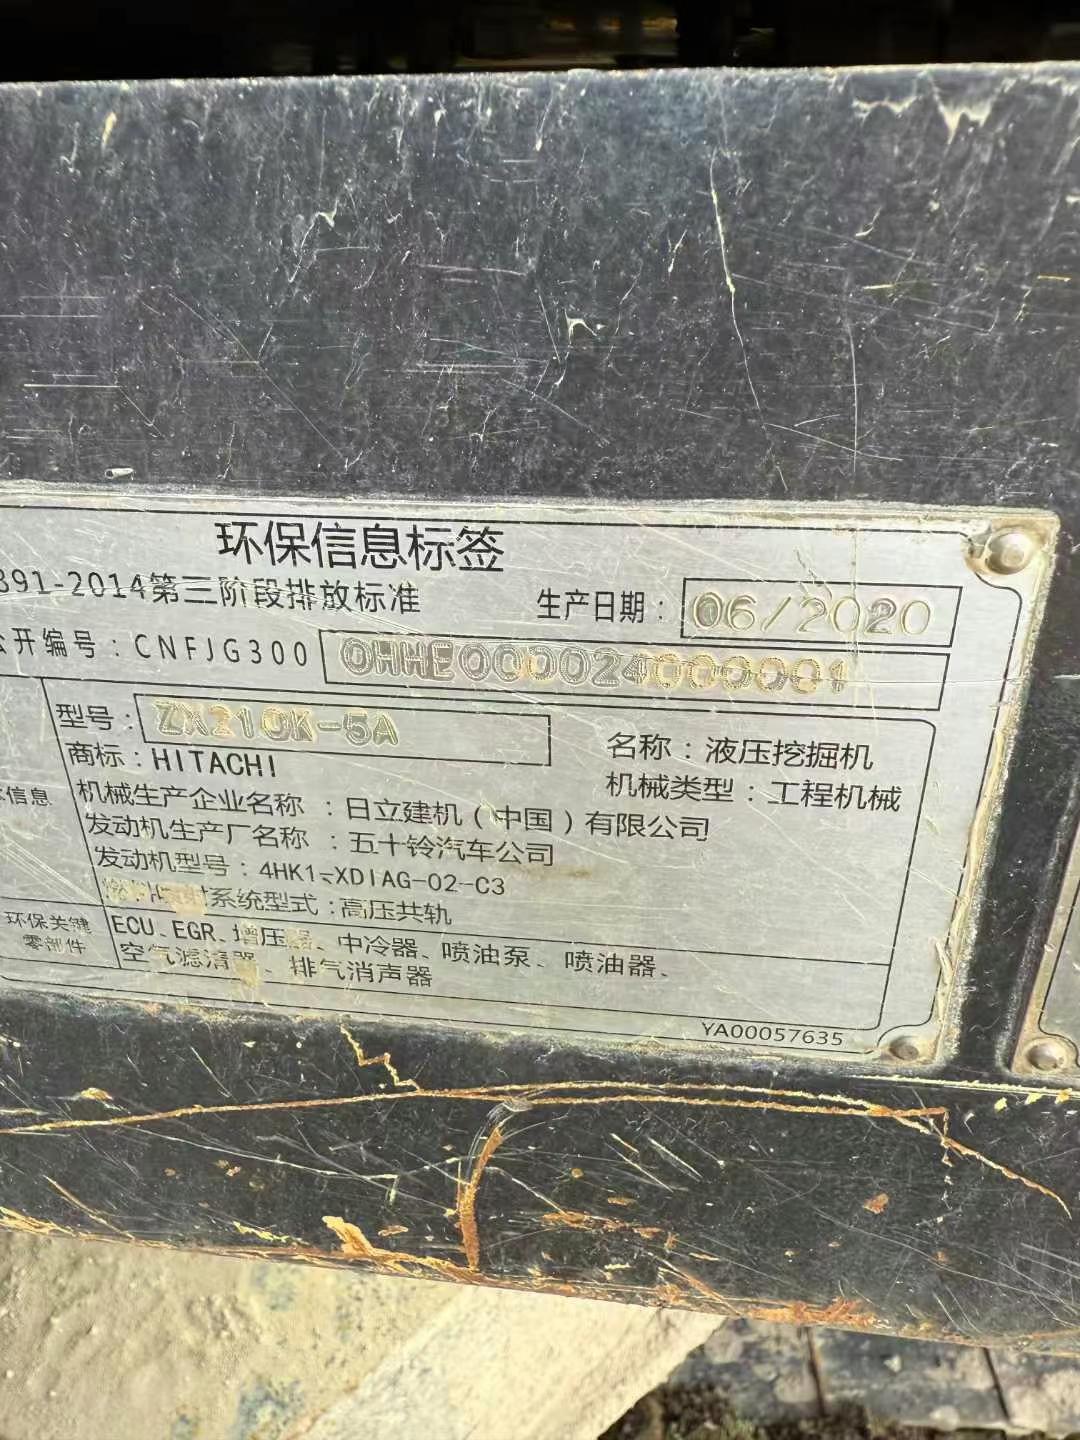 环保信息标签
891-2014第三阶段排放标准
生产日期：06/2020
公开编号：CNFJG300 0HHE000024000001
型号：ZX210K-5A
名称：液压挖掘机
商标：HITACHI
机械类型：工程机械
信息
机械生产企业名称：日立建机（中国）有限公司
发动机生产厂名称：五十铃汽车公司
发动机型号：4HK1-XDIAG-02-C3
燃料喷射系统型式：高压共轨
环保关键
零部件
ECU、EGR、增压器、中冷器、喷油泵、喷油器、
空气滤清器、排气消声器
YA00057635